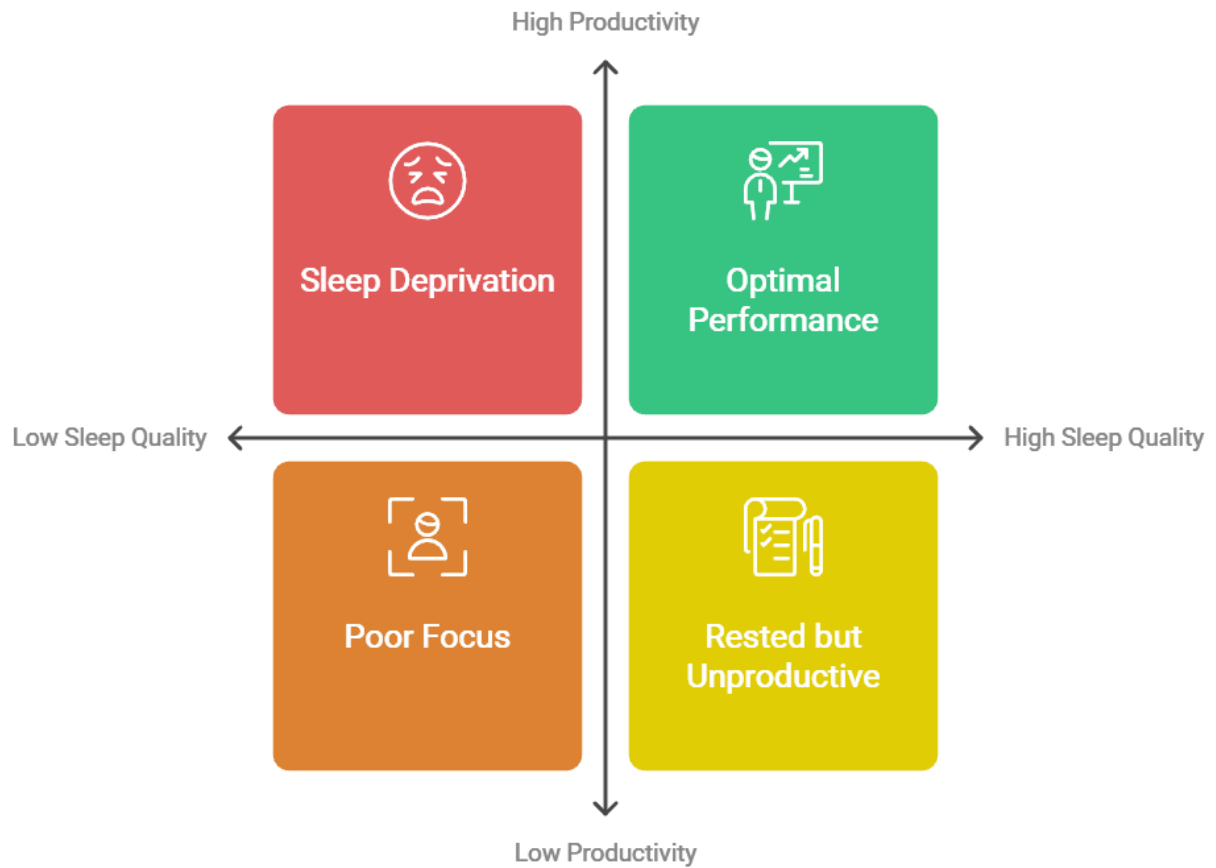 High Productivity
Sleep Deprivation
Optimal
Performance
Low Sleep Quality
High Sleep Quality
Poor Focus
Rested but
Unproductive
Low Productivity